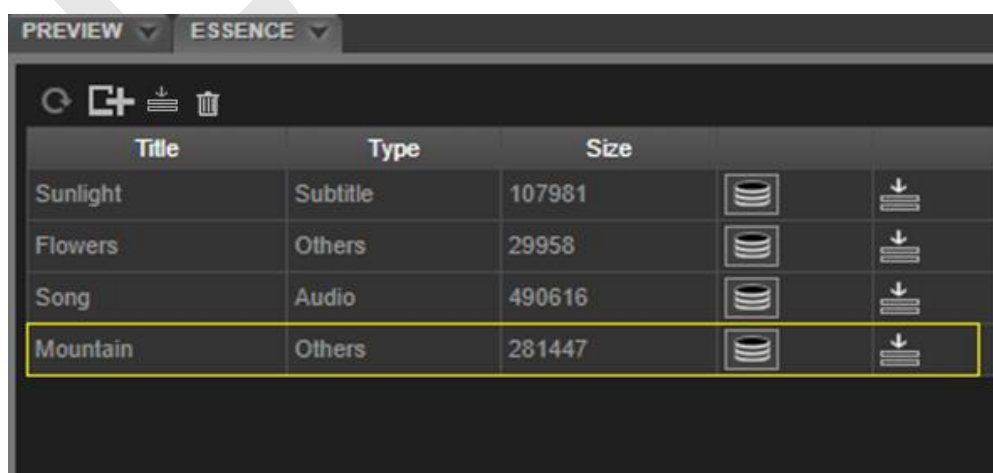 PREVIEW ESSENCE
Title Type Size
Sunlight Subtitle 107981
Flowers Others 29958
Song Audio 490616
Mountain Others 281447